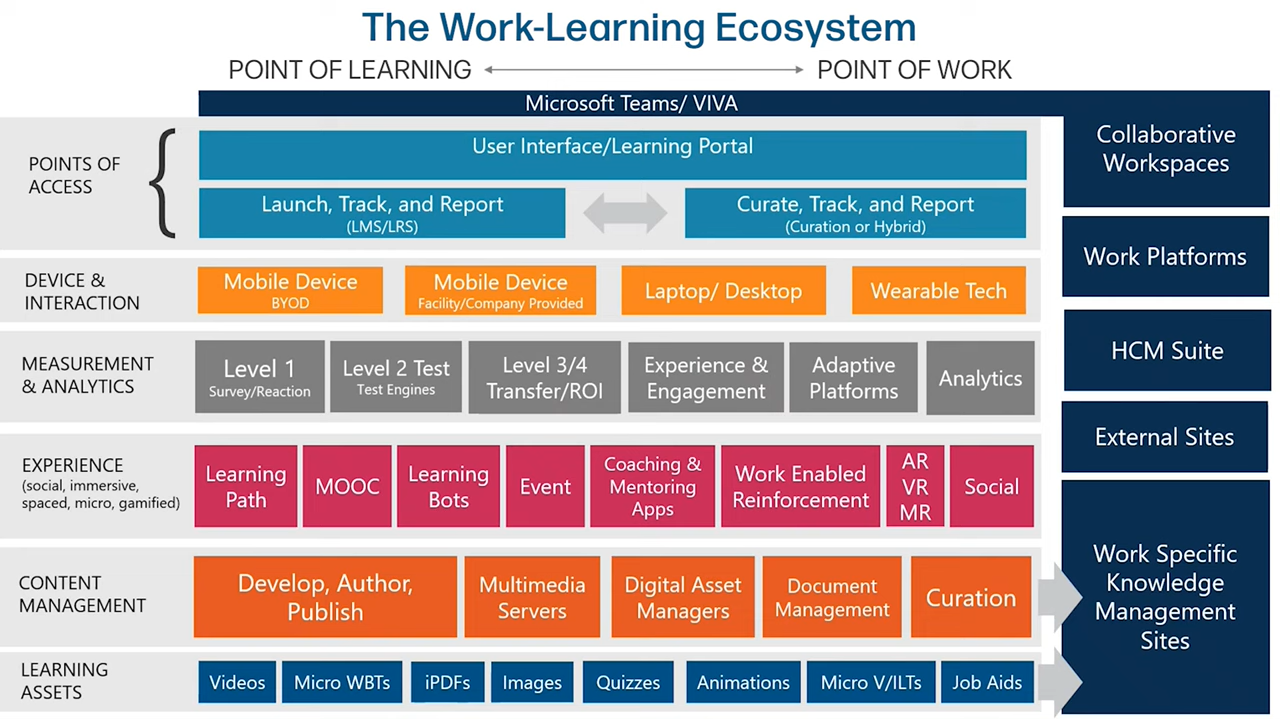 The Work-Learning Ecosystem
POINT OF LEARNING
POINT OF WORK
Microsoft Teams/ VIVA
POINTS OF
ACCESS
User Interface/Learning Portal
Launch, Track, and Report
(LMS/LRS)
Curate, Track, and Report
(Curation or Hybrid)
DEVICE &
INTERACTION
Mobile Device
BYOD
Mobile Device
Facility/Company Provided
Laptop/ Desktop
Wearable Tech
MEASUREMENT
& ANALYTICS
Level 1
Survey/Reaction
Level 2 Test
Test Engines
Level 3/4
Transfer/ROI
Experience &
Engagement
Adaptive
Platforms
Analytics
EXPERIENCE
(social, immersive,
spaced, micro, gamified)
Learning
Path
MOOC
Learning
Bots
Event
Coaching &
Mentoring
Apps
Work Enabled
Reinforcement
AR
VR
MR
Social
CONTENT
MANAGEMENT
Develop, Author,
Publish
Multimedia
Servers
Digital Asset
Managers
Document
Management
Curation
LEARNING
ASSETS
Videos
Micro WBTs
iPDFs
Images
Quizzes
Animations
Micro V/ILTs
Job Aids
Collaborative
Workspaces
Work Platforms
HCM Suite
External Sites
Work Specific
Knowledge
Management
Sites